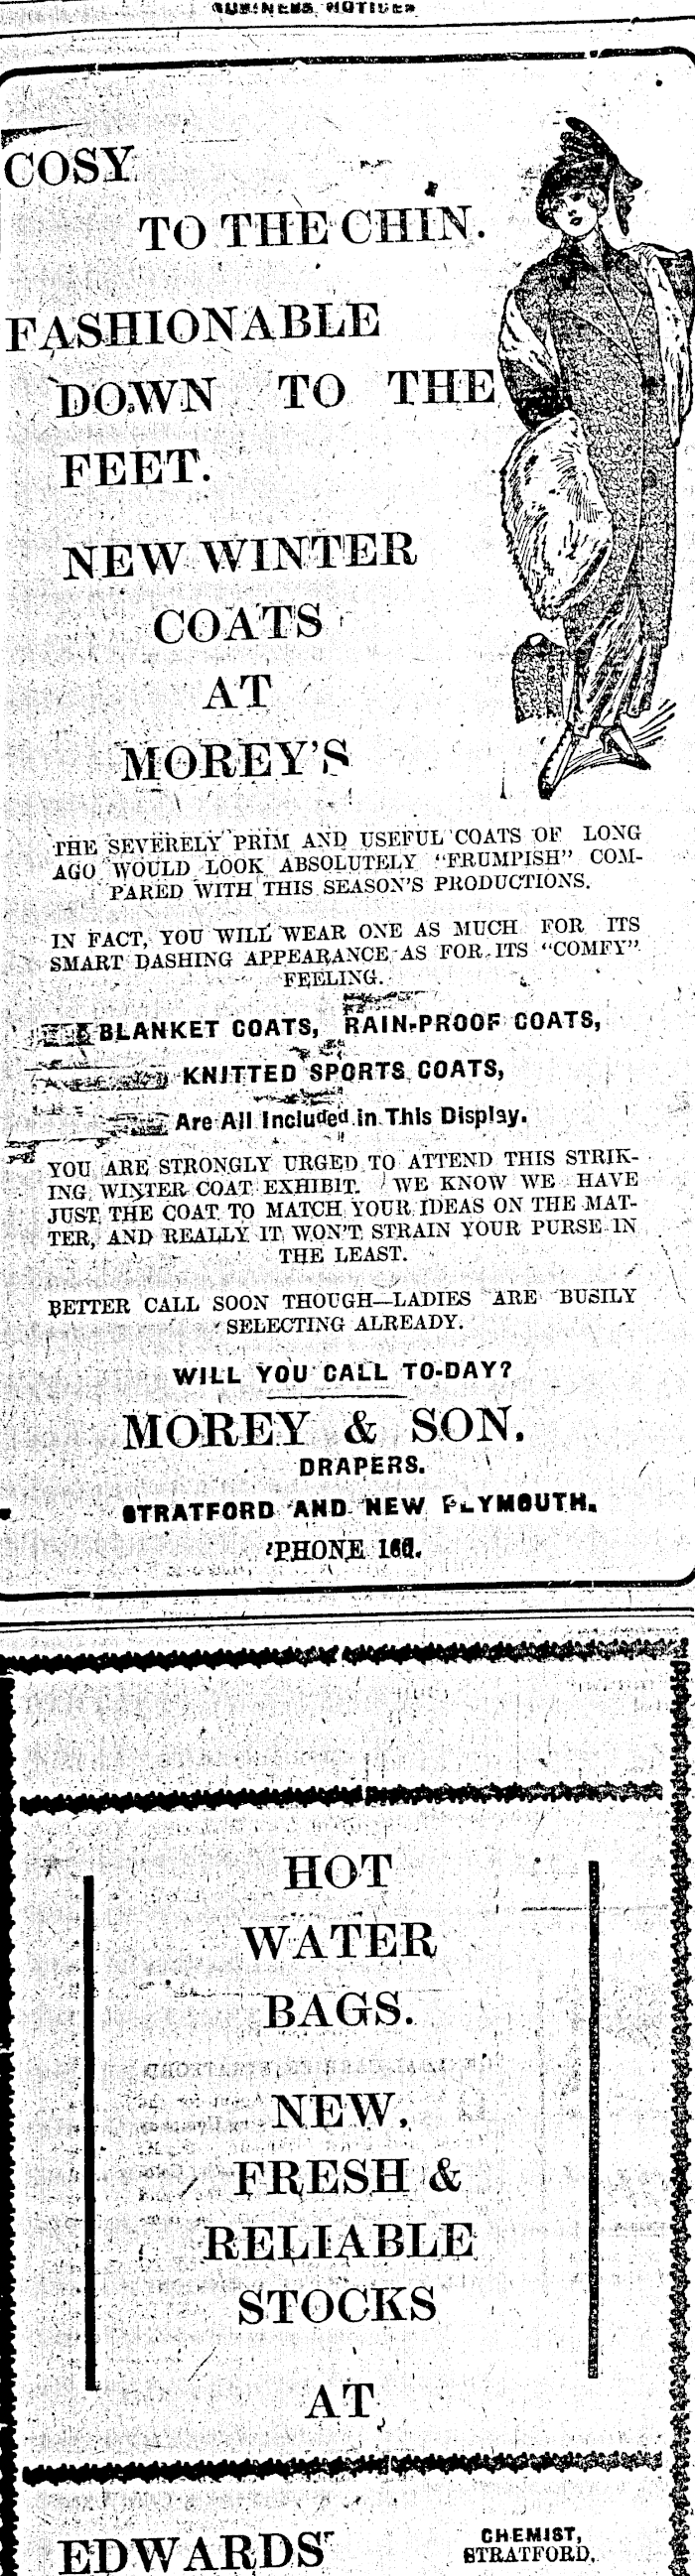 BUSINESS NOTICES
COSY
TO THE CHIN.
FASHIONABLE
DOWN TO THE
FEET.
NEW WINTER
COATS
AT
MOREY'S
THE SEVERELY PRIM AND USEFUL COATS OF LONG
AGO WOULD LOOK ABSOLUTELY "FRUMPISH" COM-
PARED WITH THIS SEASON'S PRODUCTIONS.
IN FACT, YOU WILL WEAR ONE AS MUCH FOR ITS
SMART DASHING APPEARANCE AS FOR ITS "COMFY"
FEELING.
BLANKET COATS, RAIN-PROOF COATS,
KNITTED SPORTS COATS,
Are All Included in This Display.
YOU ARE STRONGLY URGED TO ATTEND THIS STRIK-
ING WINTER COAT EXHIBIT. WE KNOW WE HAVE
JUST THE COAT TO MATCH YOUR IDEAS ON THE MAT-
TER, AND REALLY IT WON'T STRAIN YOUR PURSE IN
THE LEAST.
BETTER CALL SOON THOUGH—LADIES ARE BUSILY
SELECTING ALREADY.
WILL YOU CALL TO-DAY?
MOREY & SON.
DRAPERS.
STRATFORD AND NEW PLYMOUTH.
'PHONE
HOT
WATER
BAGS.
NEW,
FRESH &
RELIABLE
STOCKS
AT
EDWARDS'
CHEMIST,
STRATFORD.